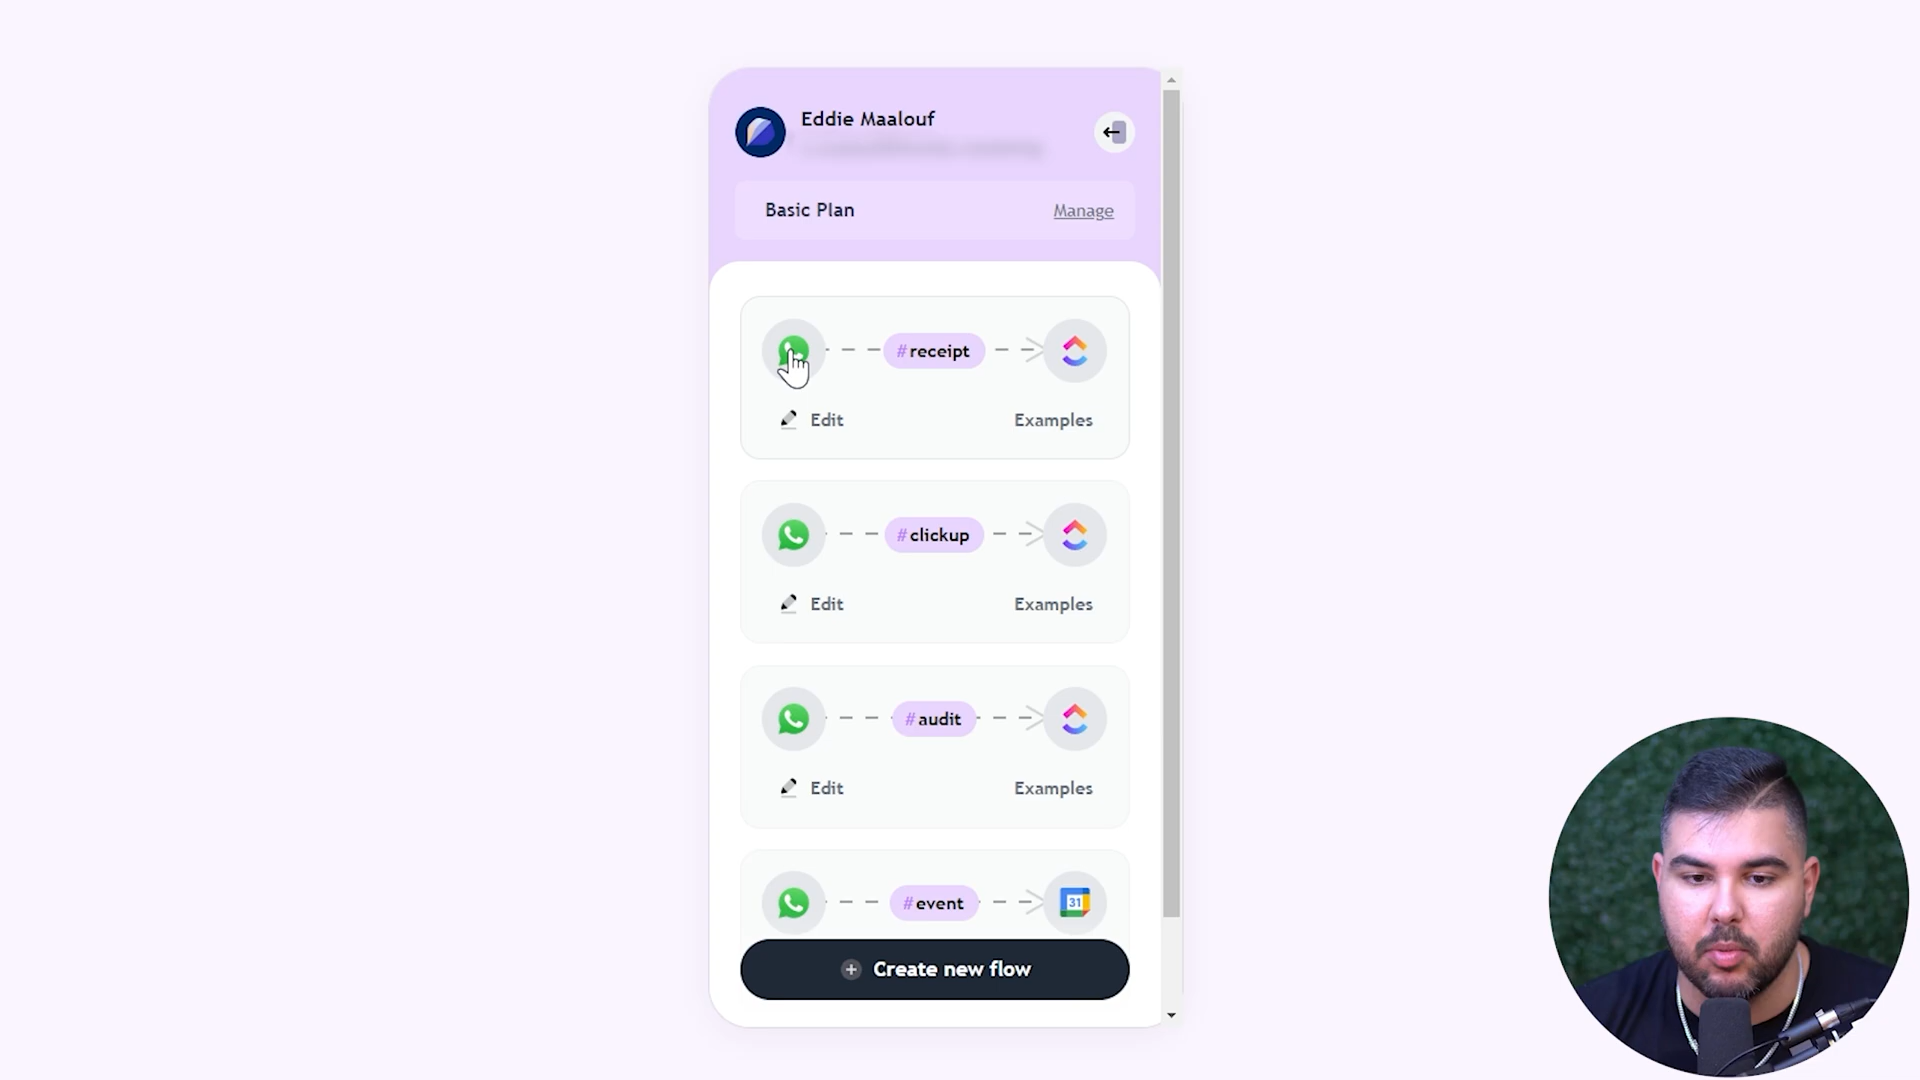 Eddie Maalouf
Basic Plan
Manage
#receipt
Edit
Examples
#clickup
Edit
Examples
#audit
Edit
Examples
#event
31
Create new flow